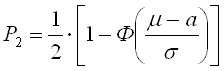 P₂ = 1/2 · [1 − Φ((μ − a)/σ)]